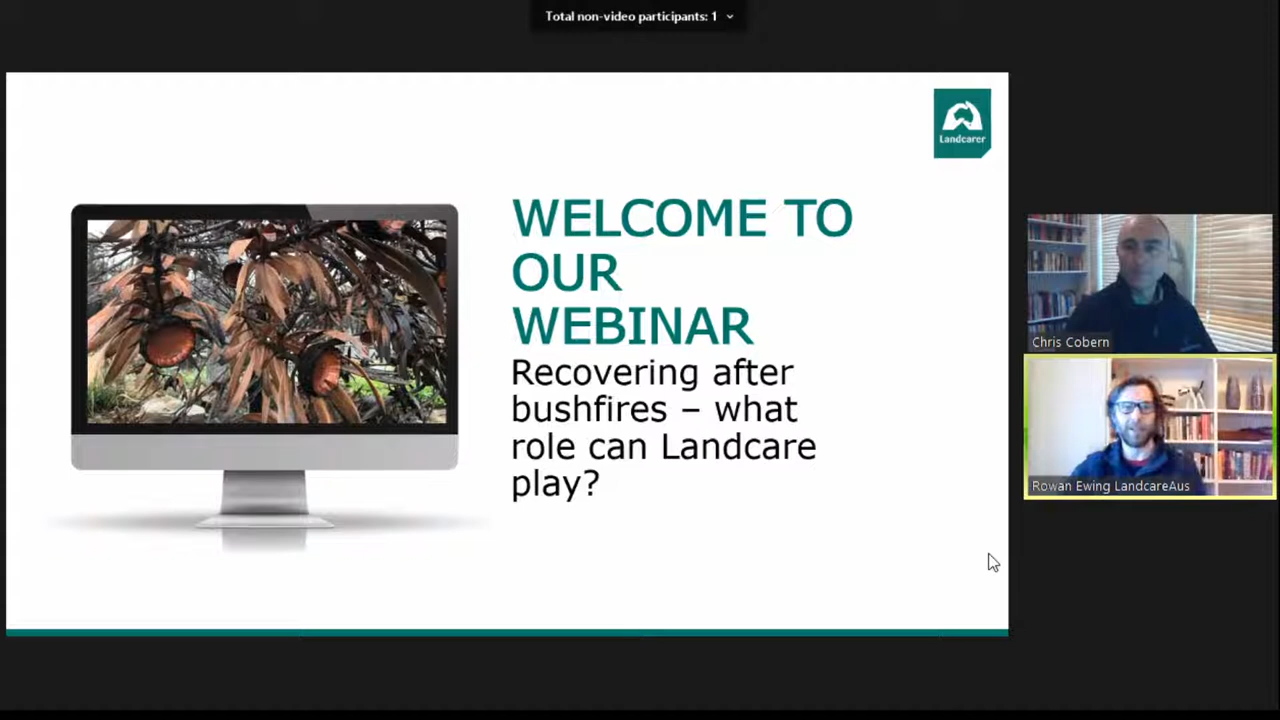 Total non-video participants: 1
Landcarer
WELCOME TO
OUR
WEBINAR
Recovering after
bushfires – what
role can Landcare
play?
Chris Cobern
Rowan Ewing LandcareAus